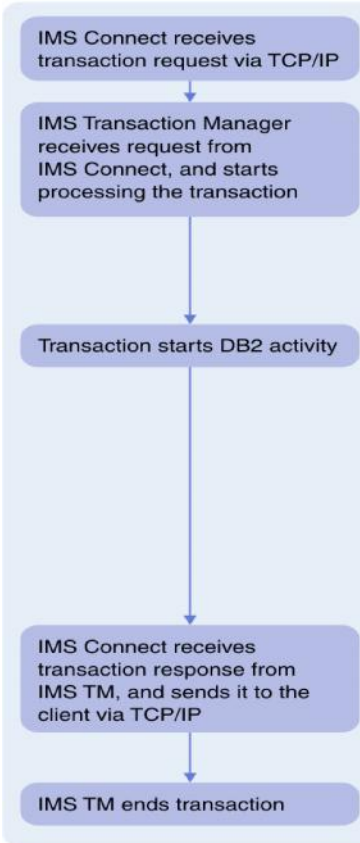 IMS Connect receives
transaction request via TCP/IP
IMS Transaction Manager
receives request from
IMS Connect, and starts
processing the transaction
Transaction starts DB2 activity
IMS Connect receives
transaction response from
IMS TM, and sends it to the
client via TCP/IP
IMS TM ends transaction